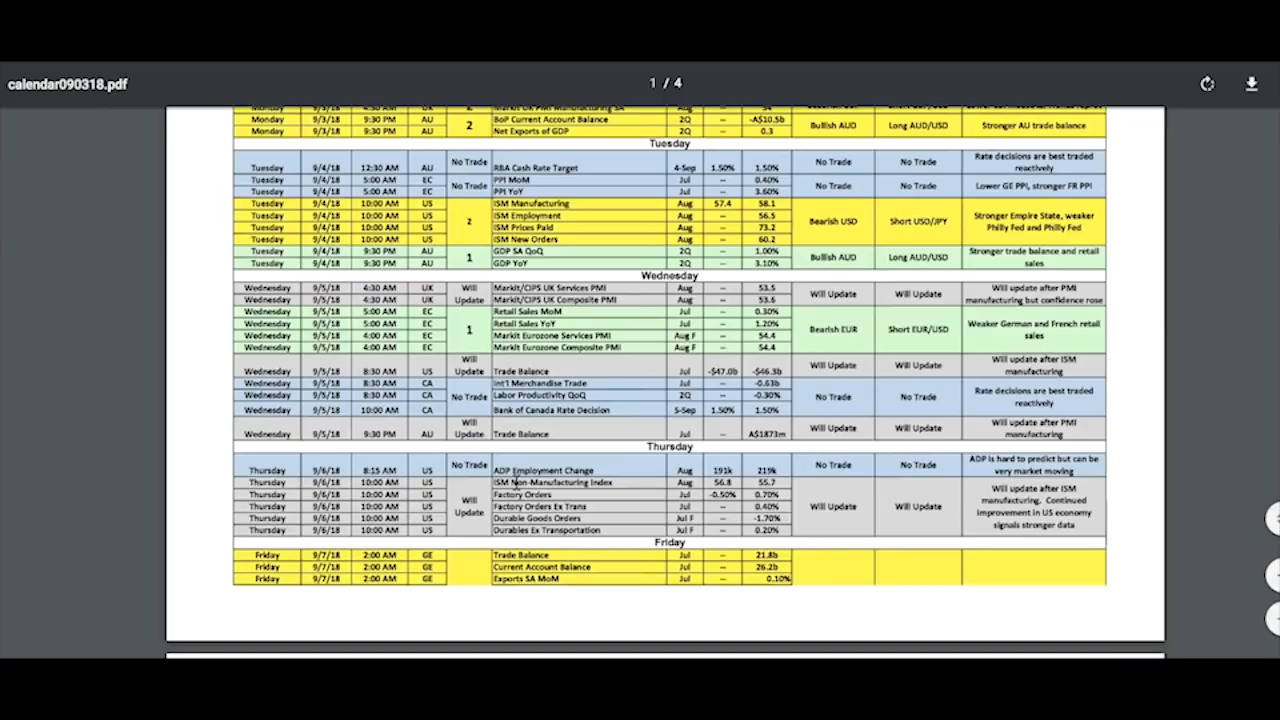 calendar090318.pdf
1 / 4
Monday 9/3/18 4:30 AM UK 2 Markit UK PMI Manufacturing SA Aug -- 54
Monday 9/3/18 9:30 PM AU 2 BoP Current Account Balance 2Q -- -A$10.5b Bullish AUD Long AUD/USD Stronger AU trade balance
Monday 9/3/18 9:30 PM AU Net Exports of GDP 2Q -- 0.3
Tuesday
Tuesday 9/4/18 12:30 AM AU No Trade RBA Cash Rate Target 4-Sep 1.50% 1.50% No Trade No Trade Rate decisions are best traded reactively
Tuesday 9/4/18 5:00 AM EC No Trade PPI MoM Jul -- 0.40% No Trade No Trade Lower GE PPI, stronger FR PPI
Tuesday 9/4/18 5:00 AM EC PPI YoY Jul -- 3.60%
Tuesday 9/4/18 10:00 AM US 2 ISM Manufacturing Aug 57.4 58.1 Bearish USD Short USD/JPY Stronger Empire State, weaker Philly Fed and Philly Fed
Tuesday 9/4/18 10:00 AM US ISM Employment Aug -- 56.5
Tuesday 9/4/18 10:00 AM US ISM Prices Paid Aug -- 73.2
Tuesday 9/4/18 10:00 AM US ISM New Orders Aug -- 60.2
Tuesday 9/4/18 9:30 PM AU 1 GDP SA QoQ 2Q -- 1.00% Bullish AUD Long AUD/USD Stronger trade balance and retail sales
Tuesday 9/4/18 9:30 PM AU GDP YoY 2Q -- 3.10%
Wednesday
Wednesday 9/5/18 4:30 AM UK Will Update Markit/CIPS UK Services PMI Aug -- 53.5 Will Update Will Update Will update after PMI manufacturing but confidence rose
Wednesday 9/5/18 4:30 AM UK Markit/CIPS UK Composite PMI Aug -- 53.6
Wednesday 9/5/18 5:00 AM EC 1 Retail Sales MoM Jul -- 0.30% Bearish EUR Short EUR/USD Weaker German and French retail sales
Wednesday 9/5/18 5:00 AM EC Retail Sales YoY Jul -- 1.20%
Wednesday 9/5/18 4:00 AM EC Markit Eurozone Services PMI Aug F -- 54.4
Wednesday 9/5/18 4:00 AM EC Markit Eurozone Composite PMI Aug F -- 54.4
Wednesday 9/5/18 8:30 AM US Will Update Trade Balance Jul -$47.0b -$46.3b Will Update Will Update Will update after ISM manufacturing
Wednesday 9/5/18 8:30 AM CA No Trade Int'l Merchandise Trade Jul -- -0.63b No Trade No Trade Rate decisions are best traded reactively
Wednesday 9/5/18 8:30 AM CA Labor Productivity QoQ 2Q -- -0.30%
Wednesday 9/5/18 10:00 AM CA Bank of Canada Rate Decision 5-Sep 1.50% 1.50%
Wednesday 9/5/18 9:30 PM AU Will Update Trade Balance Jul -- A$1873m Will Update Will Update Will update after PMI manufacturing
Thursday
Thursday 9/6/18 8:15 AM US No Trade ADP Employment Change Aug 191k 219k No Trade No Trade ADP is hard to predict but can be very market moving
Thursday 9/6/18 10:00 AM US Will Update ISM Non-Manufacturing Index Aug 56.8 55.7 Will Update Will Update Will update after ISM manufacturing. Continued improvement in US economy signals stronger data
Thursday 9/6/18 10:00 AM US Factory Orders Jul -0.50% 0.70%
Thursday 9/6/18 10:00 AM US Factory Orders Ex Trans Jul -- 0.40%
Thursday 9/6/18 10:00 AM US Durable Goods Orders Jul F -- -1.70%
Thursday 9/6/18 10:00 AM US Durables Ex Transportation Jul F -- 0.20%
Friday
Friday 9/7/18 2:00 AM GE Trade Balance Jul -- 21.8b
Friday 9/7/18 2:00 AM GE Current Account Balance Jul -- 26.2b
Friday 9/7/18 2:00 AM GE Exports SA MoM Jul -- 0.10%